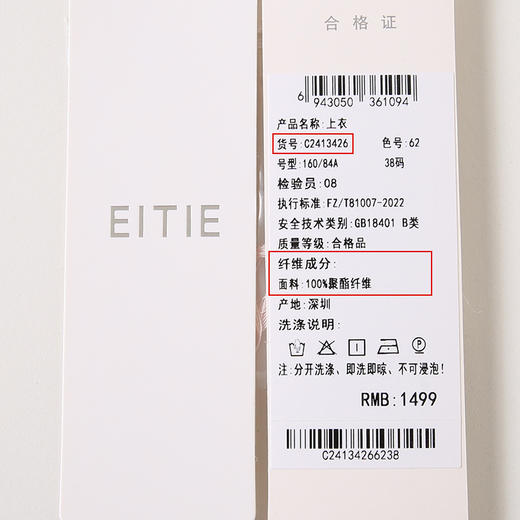 EITIE
合格证
6 943050 361094
产品名称:上衣
货号:C2413426 色号:62
号型:160/84A 38码
检验员:08
执行标准:FZ/T81007-2022
安全技术类别:GB18401 B类
质量等级:合格品
纤维成分:
面料:100%聚酯纤维
产地:深圳
洗涤说明:
注:分开洗涤、即洗即晾、不可浸泡!
RMB:1499
C24134266238